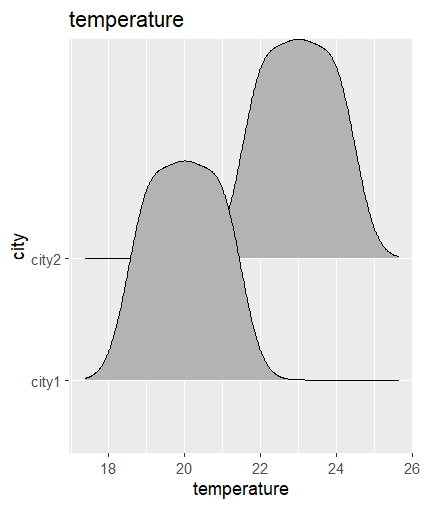 temperature
city
city2
city1
18 20 22 24 26
temperature